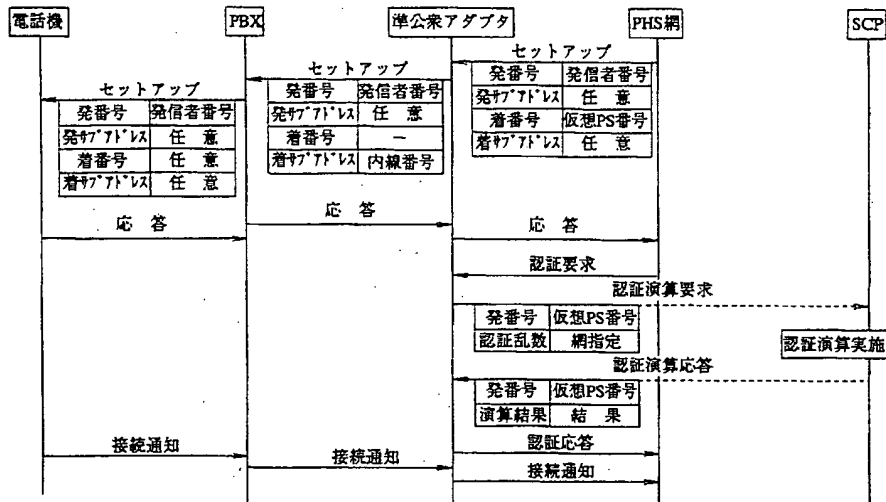 電話機
PBX
準公衆アダプタ
PHS網
SCP
セットアップ
発番号 発信者番号
発サブアドレス 任 意
着番号 仮想PS番号
着サブアドレス 任 意
セットアップ
発番号 発信者番号
発サブアドレス 任 意
着番号 －
着サブアドレス 内線番号
セットアップ
発番号 発信者番号
発サブアドレス 任 意
着番号 任 意
着サブアドレス 任 意
応 答
応 答
応 答
認証要求
認証演算要求
発番号 仮想PS番号
認証乱数 網指定
認証演算実施
認証演算応答
発番号 仮想PS番号
演算結果 結 果
認証応答
接続通知
接続通知
接続通知